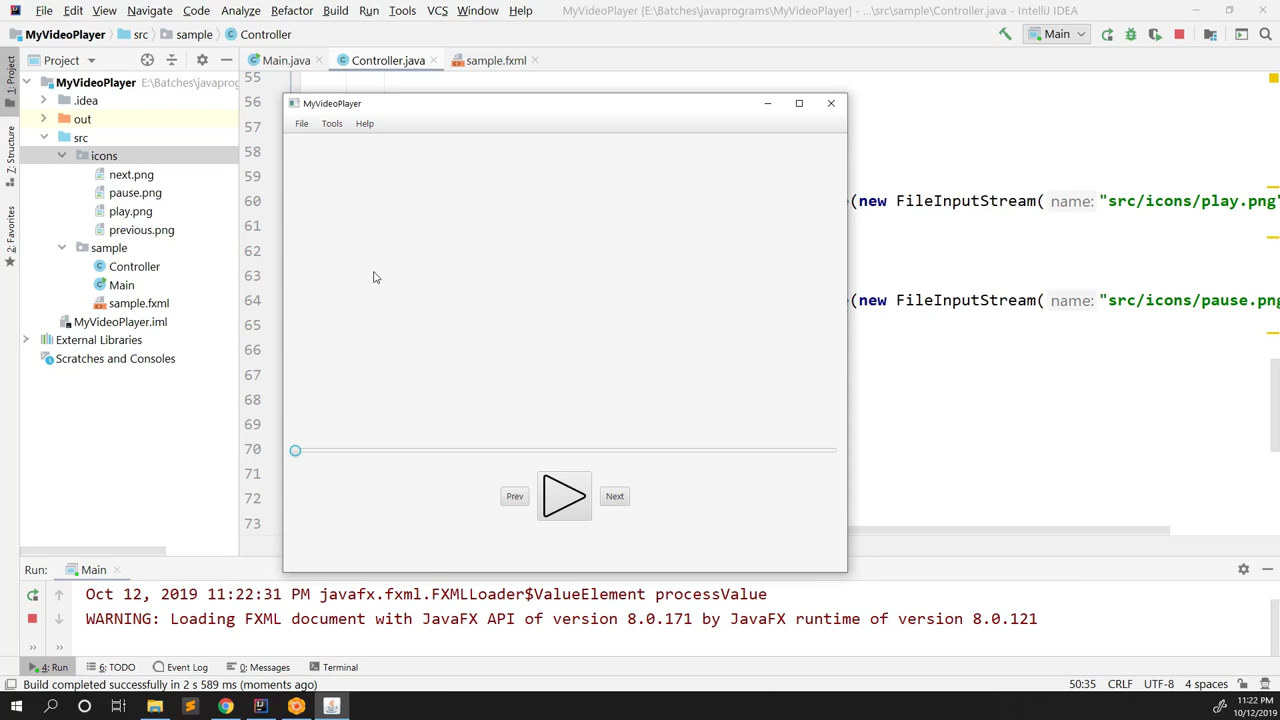 File Edit View Navigate Code Analyze Refactor Build Run Tools VCS Window Help MyVideoPlayer [E:\Batches\javaprograms\MyVideoPlayer] - ...\src\sample\Controller.java - IntelliJ IDEA
MyVideoPlayer src sample Controller Main
1: Project
Z: Structure
2: Favorites
Project
Main.java Controller.java sample.fxml
MyVideoPlayer E:\Batches\javaprog
.idea
out
src
icons
next.png
pause.png
play.png
previous.png
sample
Controller
Main
sample.fxml
MyVideoPlayer.iml
External Libraries
Scratches and Consoles
55
56
57
58
59
60 (new FileInputStream( name: "src/icons/play.png"
61
62
63
64 (new FileInputStream( name: "src/icons/pause.png
65
66
67
68
69
70
71
72
73
MyVideoPlayer
File Tools Help
Prev Next
Run: Main
Oct 12, 2019 11:22:31 PM javafx.fxml.FXMLLoader$ValueElement processValue
WARNING: Loading FXML document with JavaFX API of version 8.0.171 by JavaFX runtime of version 8.0.121
4: Run 6: TODO Event Log 0: Messages Terminal
Build completed successfully in 2 s 589 ms (moments ago) 50:35 CRLF UTF-8 4 spaces
11:22 PM
10/12/2019